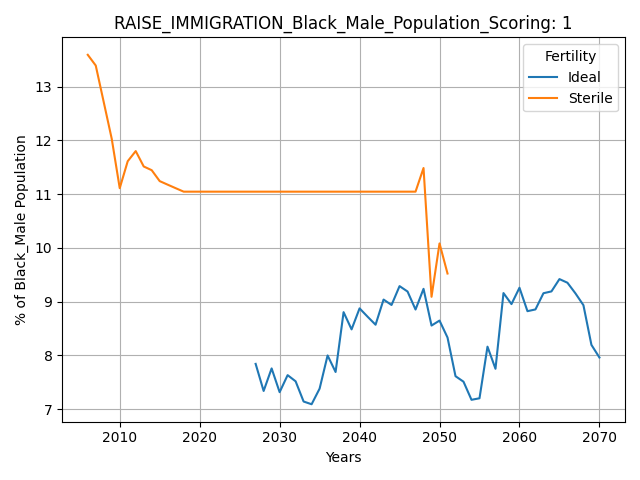 RAISE_IMMIGRATION_Black_Male_Population_Scoring: 1
Fertility
Ideal
Sterile
% of Black_Male Population
13
12
11
10
9
8
7
2010 2020 2030 2040 2050 2060 2070
Years